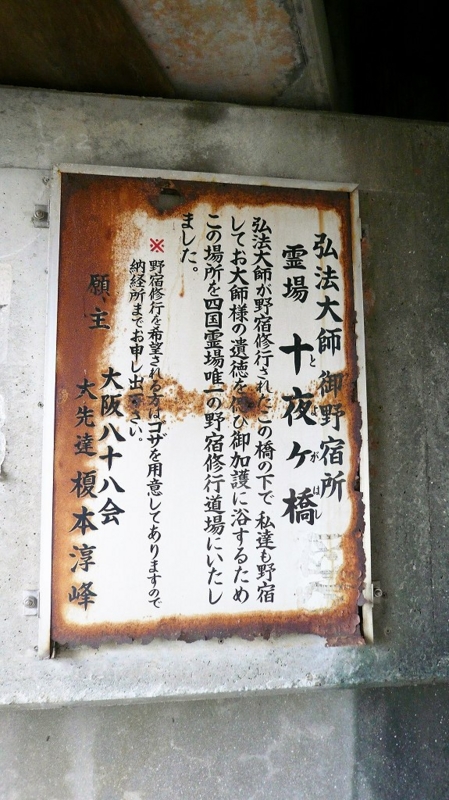 弘法大師 御野宿所
霊場 十夜ヶ橋
とよがはし
弘法大師が野宿修行されたこの橋の下で 私達も野宿
してお大師様の遺徳を偲び御加護に浴するため
この場所を四国霊場唯一の野宿修行道場にいたし
ました。
※野宿修行を希望される方はゴザを用意してありますので
納経所までお申し出下さい。
願主
大阪八十八会
大先達 榎本淳峰